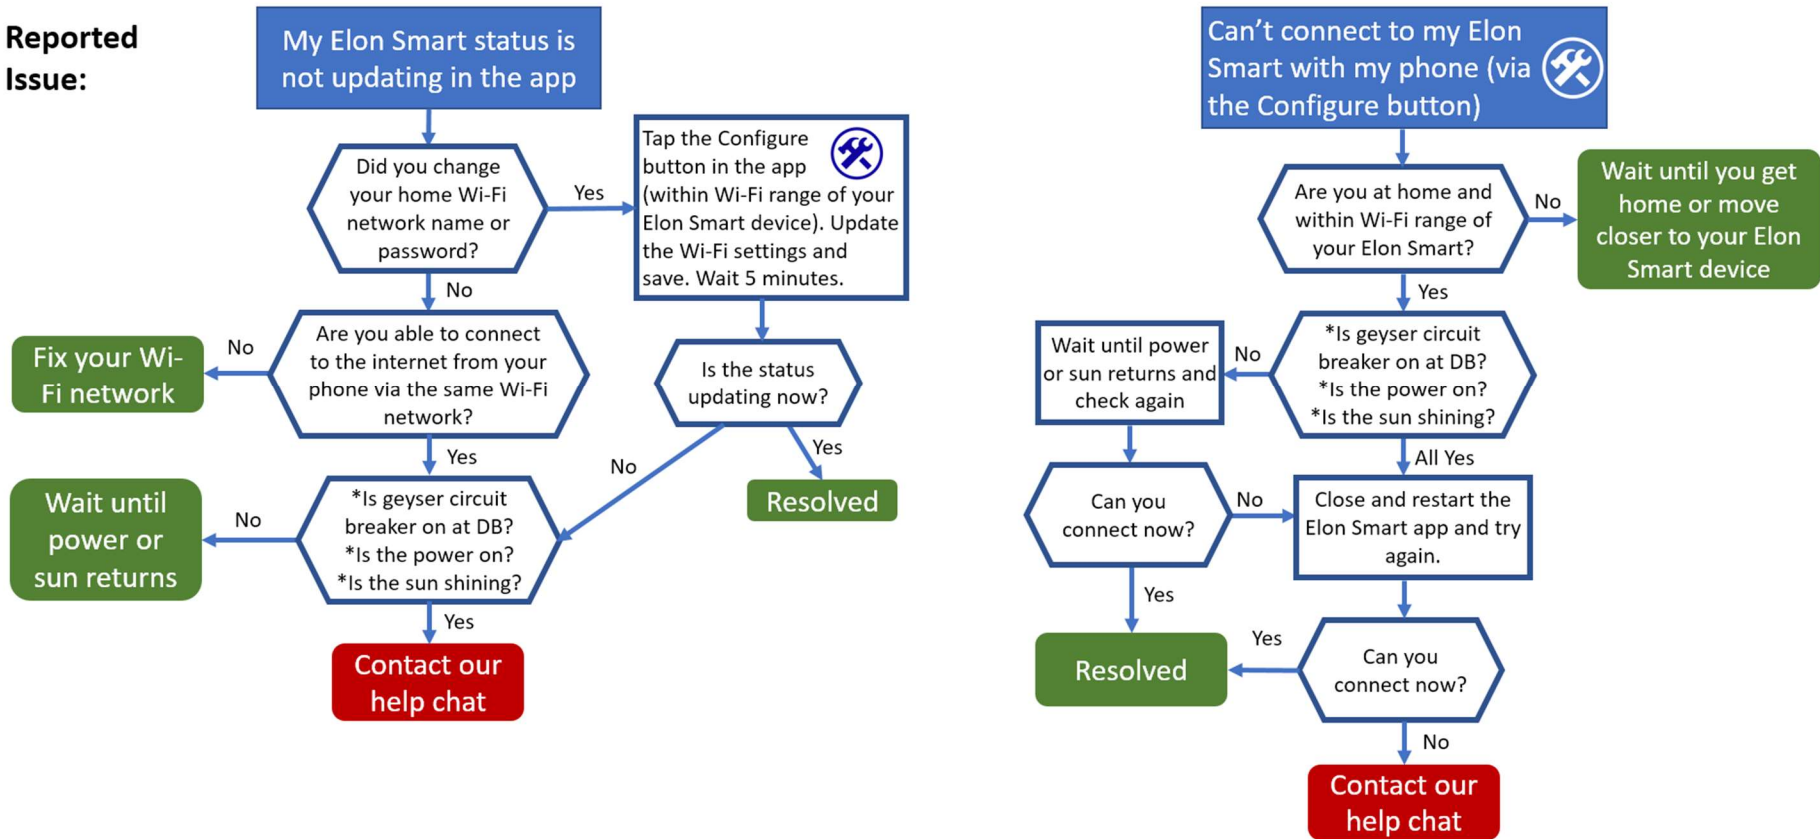 Reported
Issue:
My Elon Smart status is
not updating in the app
Did you change
your home Wi-Fi
network name or
password?
Yes
Tap the Configure
button in the app
(within Wi-Fi range of your
Elon Smart device). Update
the Wi-Fi settings and
save. Wait 5 minutes.
No
Are you able to connect
to the internet from your
phone via the same Wi-Fi
network?
No
Fix your Wi-
Fi network
Is the status
updating now?
Yes
No
Yes
Resolved
*Is geyser circuit
breaker on at DB?
*Is the power on?
*Is the sun shining?
No
Wait until
power or
sun returns
Yes
Contact our
help chat
Can't connect to my Elon
Smart with my phone (via
the Configure button)
Are you at home and
within Wi-Fi range of
your Elon Smart?
No
Wait until you get
home or move
closer to your Elon
Smart device
Yes
*Is geyser circuit
breaker on at DB?
*Is the power on?
*Is the sun shining?
No
Wait until power
or sun returns and
check again
All Yes
Can you
connect now?
No
Close and restart the
Elon Smart app and try
again.
Yes
Resolved
Yes
Can you
connect now?
No
Contact our
help chat